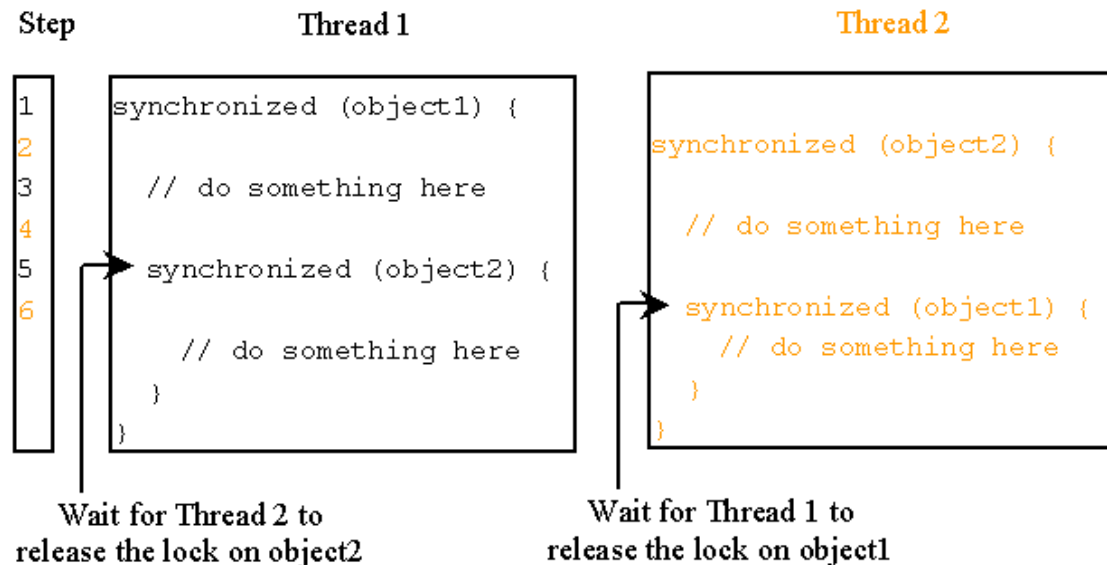 Step
Thread 1
Thread 2
1
2
3
4
5
6
synchronized (object1) {
// do something here
synchronized (object2) {
// do something here
}
}
synchronized (object2) {
// do something here
synchronized (object1) {
// do something here
}
}
Wait for Thread 2 to
release the lock on object2
Wait for Thread 1 to
release the lock on object1